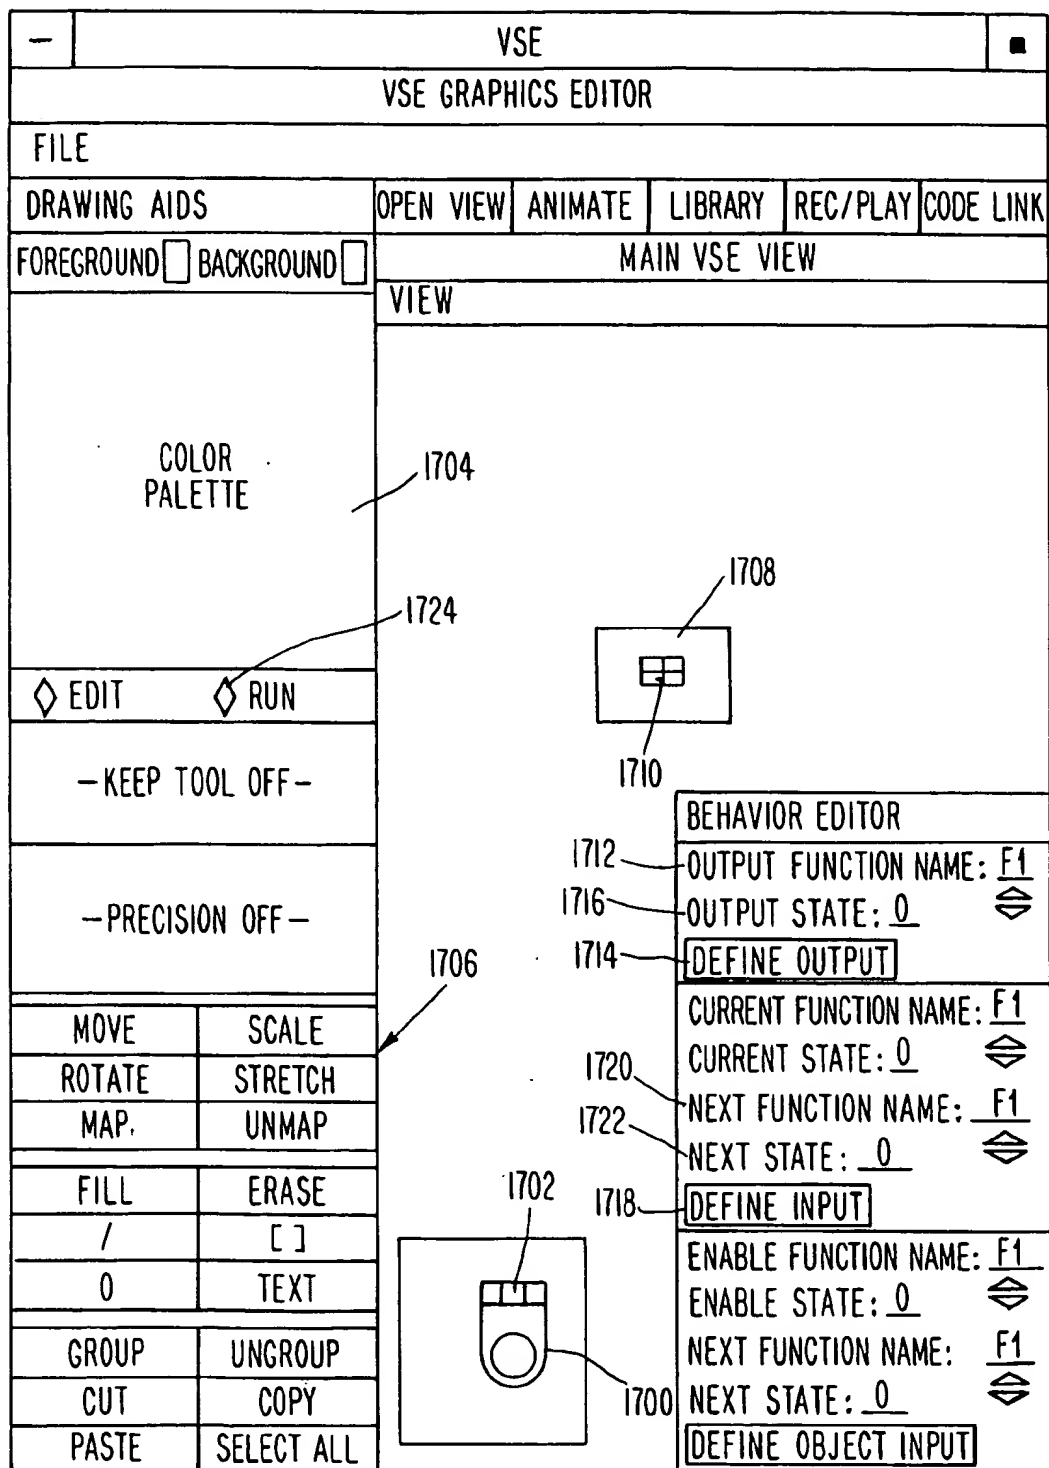 VSE
VSE GRAPHICS EDITOR
FILE
DRAWING AIDS
OPEN VIEW ANIMATE LIBRARY REC/PLAY CODE LINK
FOREGROUND BACKGROUND
MAIN VSE VIEW
VIEW
COLOR
PALETTE
1704
1708
1724
EDIT RUN
1710
-KEEP TOOL OFF-
-PRECISION OFF-
1706
MOVE SCALE
ROTATE STRETCH
MAP. UNMAP
FILL ERASE
/ [ ]
0 TEXT
GROUP UNGROUP
CUT COPY
PASTE SELECT ALL
1702
1700
BEHAVIOR EDITOR
1712 OUTPUT FUNCTION NAME: F1
1716 OUTPUT STATE: 0
1714 DEFINE OUTPUT
CURRENT FUNCTION NAME: F1
CURRENT STATE: 0
1720 NEXT FUNCTION NAME: F1
1722 NEXT STATE: 0
1718 DEFINE INPUT
ENABLE FUNCTION NAME: F1
ENABLE STATE: 0
NEXT FUNCTION NAME: F1
NEXT STATE: 0
DEFINE OBJECT INPUT